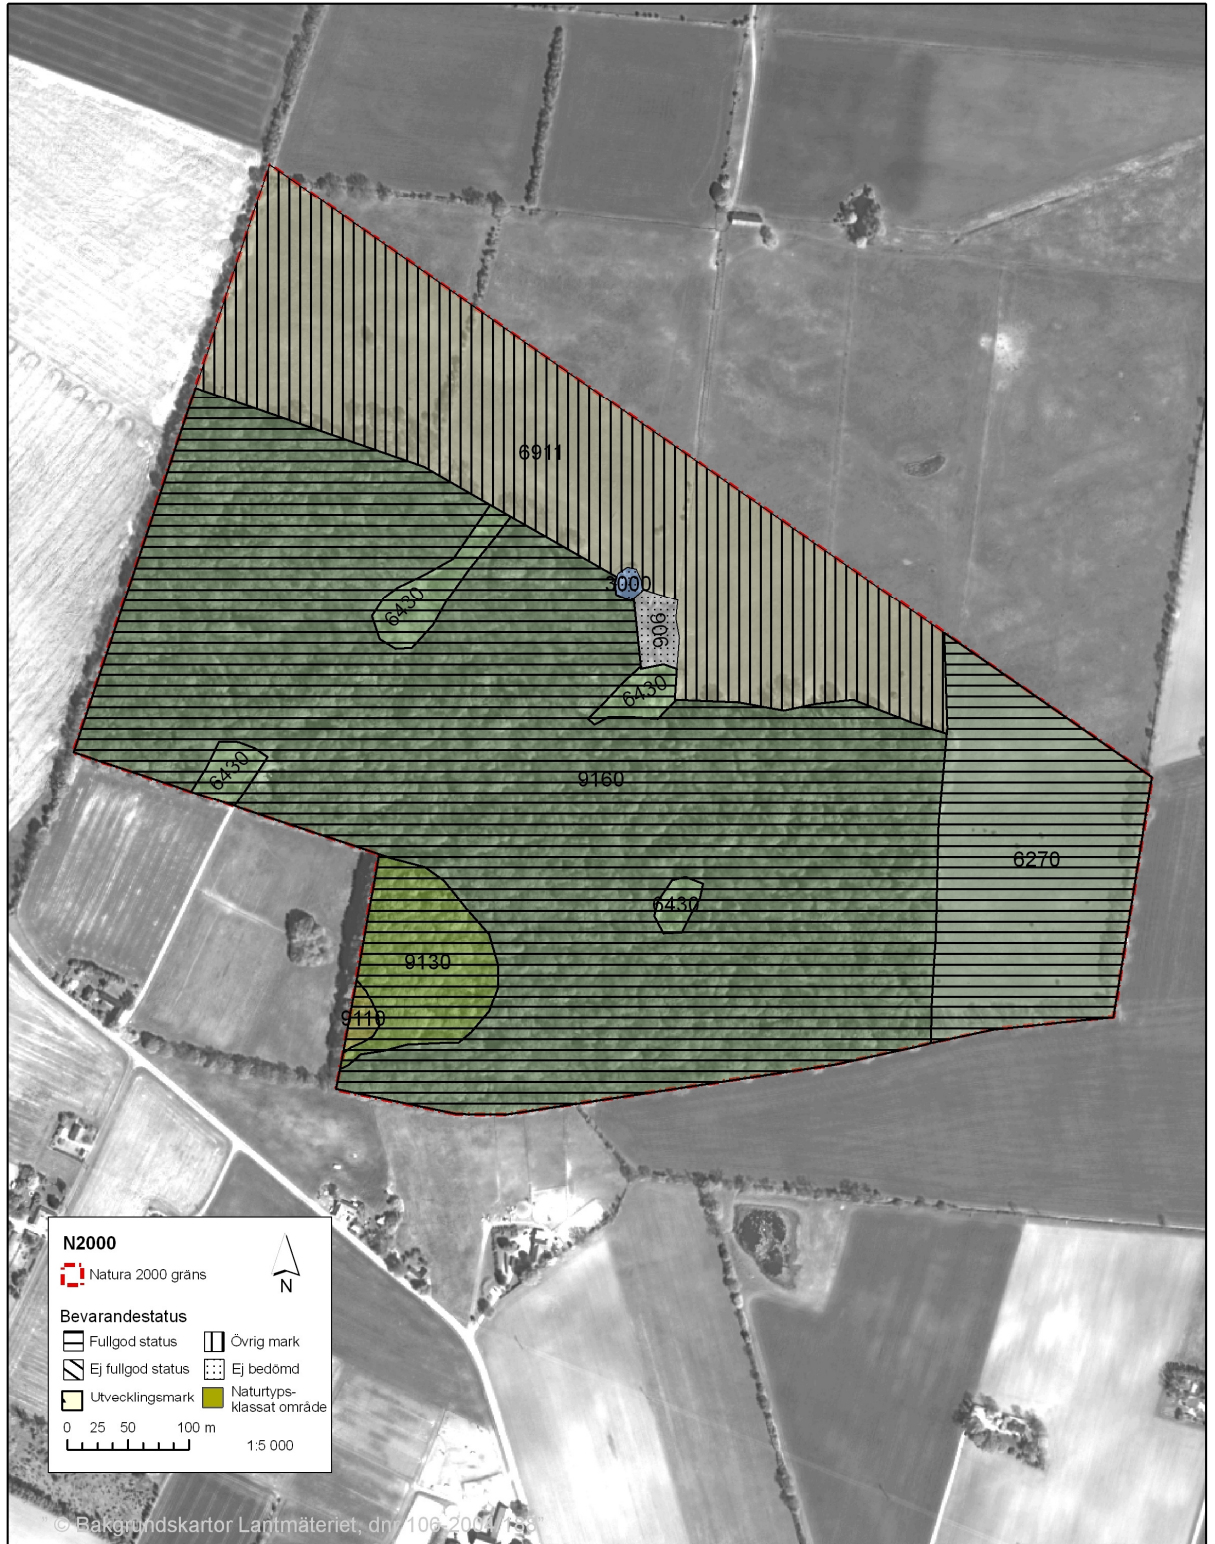 6911
3000
6430
906
6430
6430
9160
6270
6430
9130
9110
N2000
Natura 2000 gräns
N
Bevarandestatus
Fullgod status
Övrig mark
Ej fullgod status
Ej bedömd
Utvecklingsmark
Naturtyps-
klassat område
0 25 50 100 m
1:5 000
© Bakgrundskartor Lantmäteriet, dnr 106-2004/188"